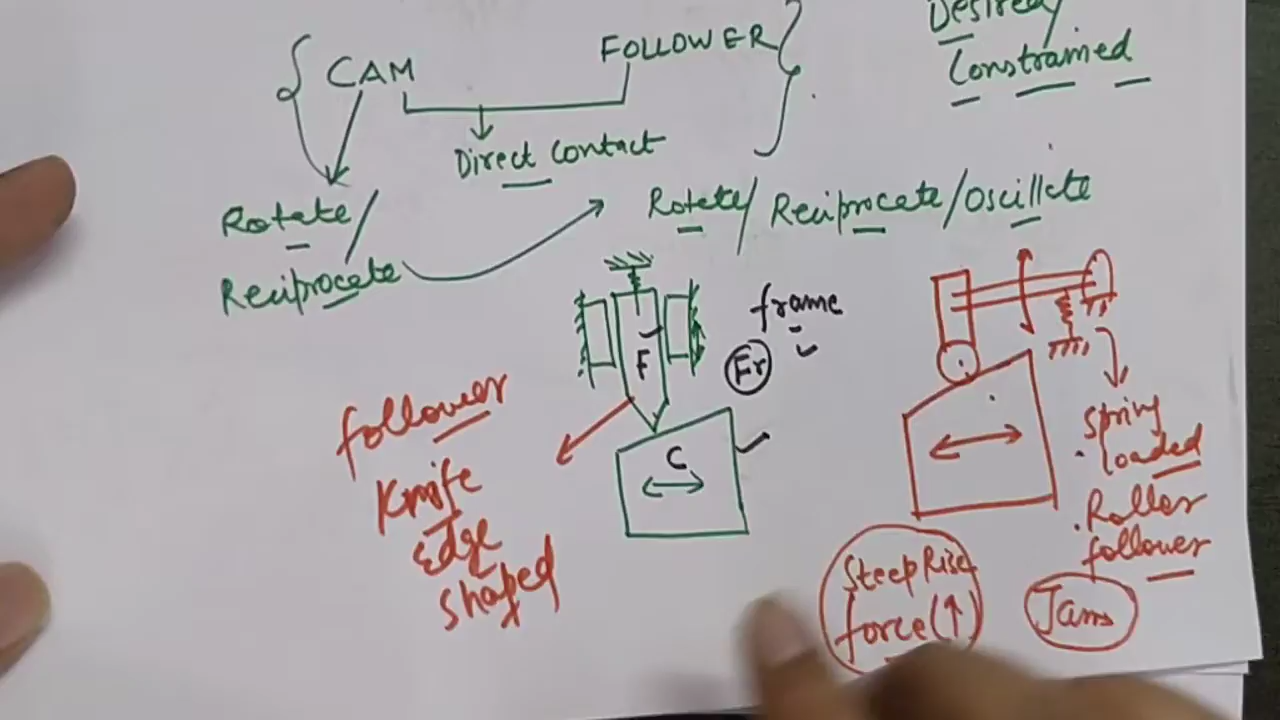 Desired/
Constrained
CAM
FOLLOWER
Direct contact
Rotate/
Reciprocate
Rotate/Reciprocate/Oscillate
frame
F
Fr
C
follower
Knife
Edge
shaped
Spring
loaded
Roller
follower
Steep Rise
force(↑)
Jams